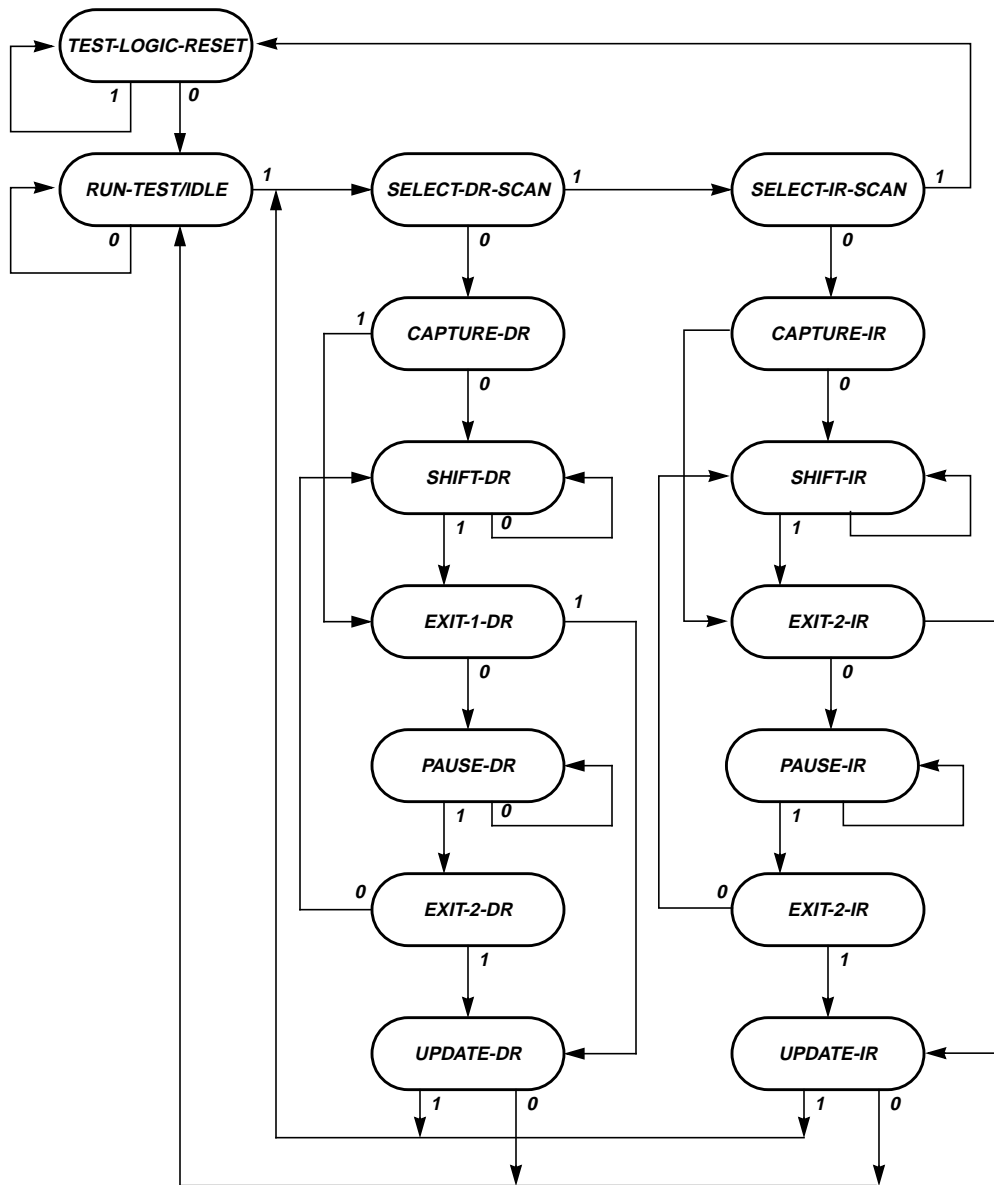 TEST-LOGIC-RESET
1
0
RUN-TEST/IDLE
1
SELECT-DR-SCAN
1
SELECT-IR-SCAN
1
0
0
0
1
CAPTURE-DR
CAPTURE-IR
0
0
SHIFT-DR
SHIFT-IR
1
0
1
EXIT-1-DR
1
EXIT-2-IR
0
0
PAUSE-DR
PAUSE-IR
1
0
1
0
EXIT-2-DR
0
EXIT-2-IR
1
1
UPDATE-DR
UPDATE-IR
1
0
1
0